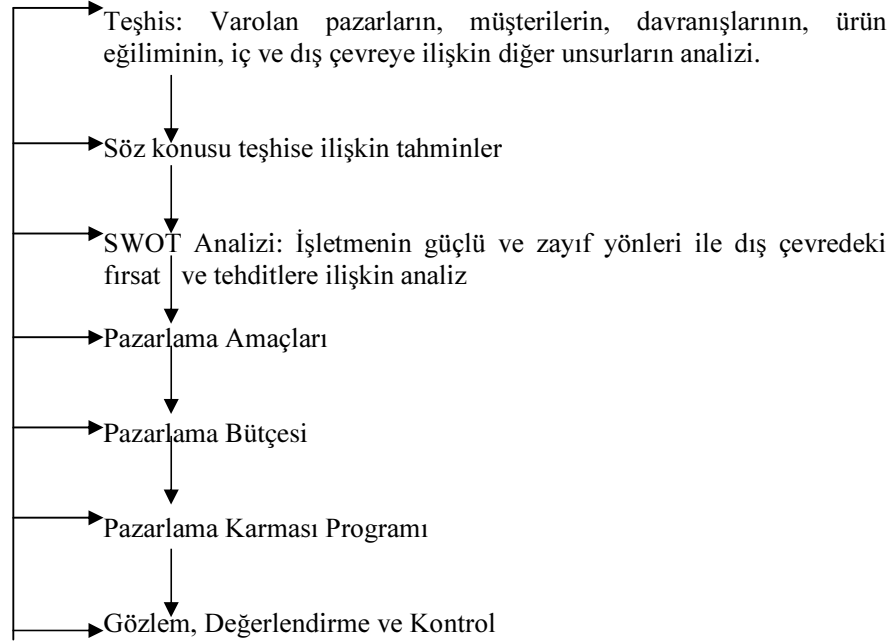 Teşhis: Varolan pazarların, müşterilerin, davranışlarının, ürün
eğiliminin, iç ve dış çevreye ilişkin diğer unsurların analizi.
Söz konusu teşhise ilişkin tahminler
SWOT Analizi: İşletmenin güçlü ve zayıf yönleri ile dış çevredeki
fırsat ve tehditlere ilişkin analiz
Pazarlama Amaçları
Pazarlama Bütçesi
Pazarlama Karması Programı
Gözlem, Değerlendirme ve Kontrol